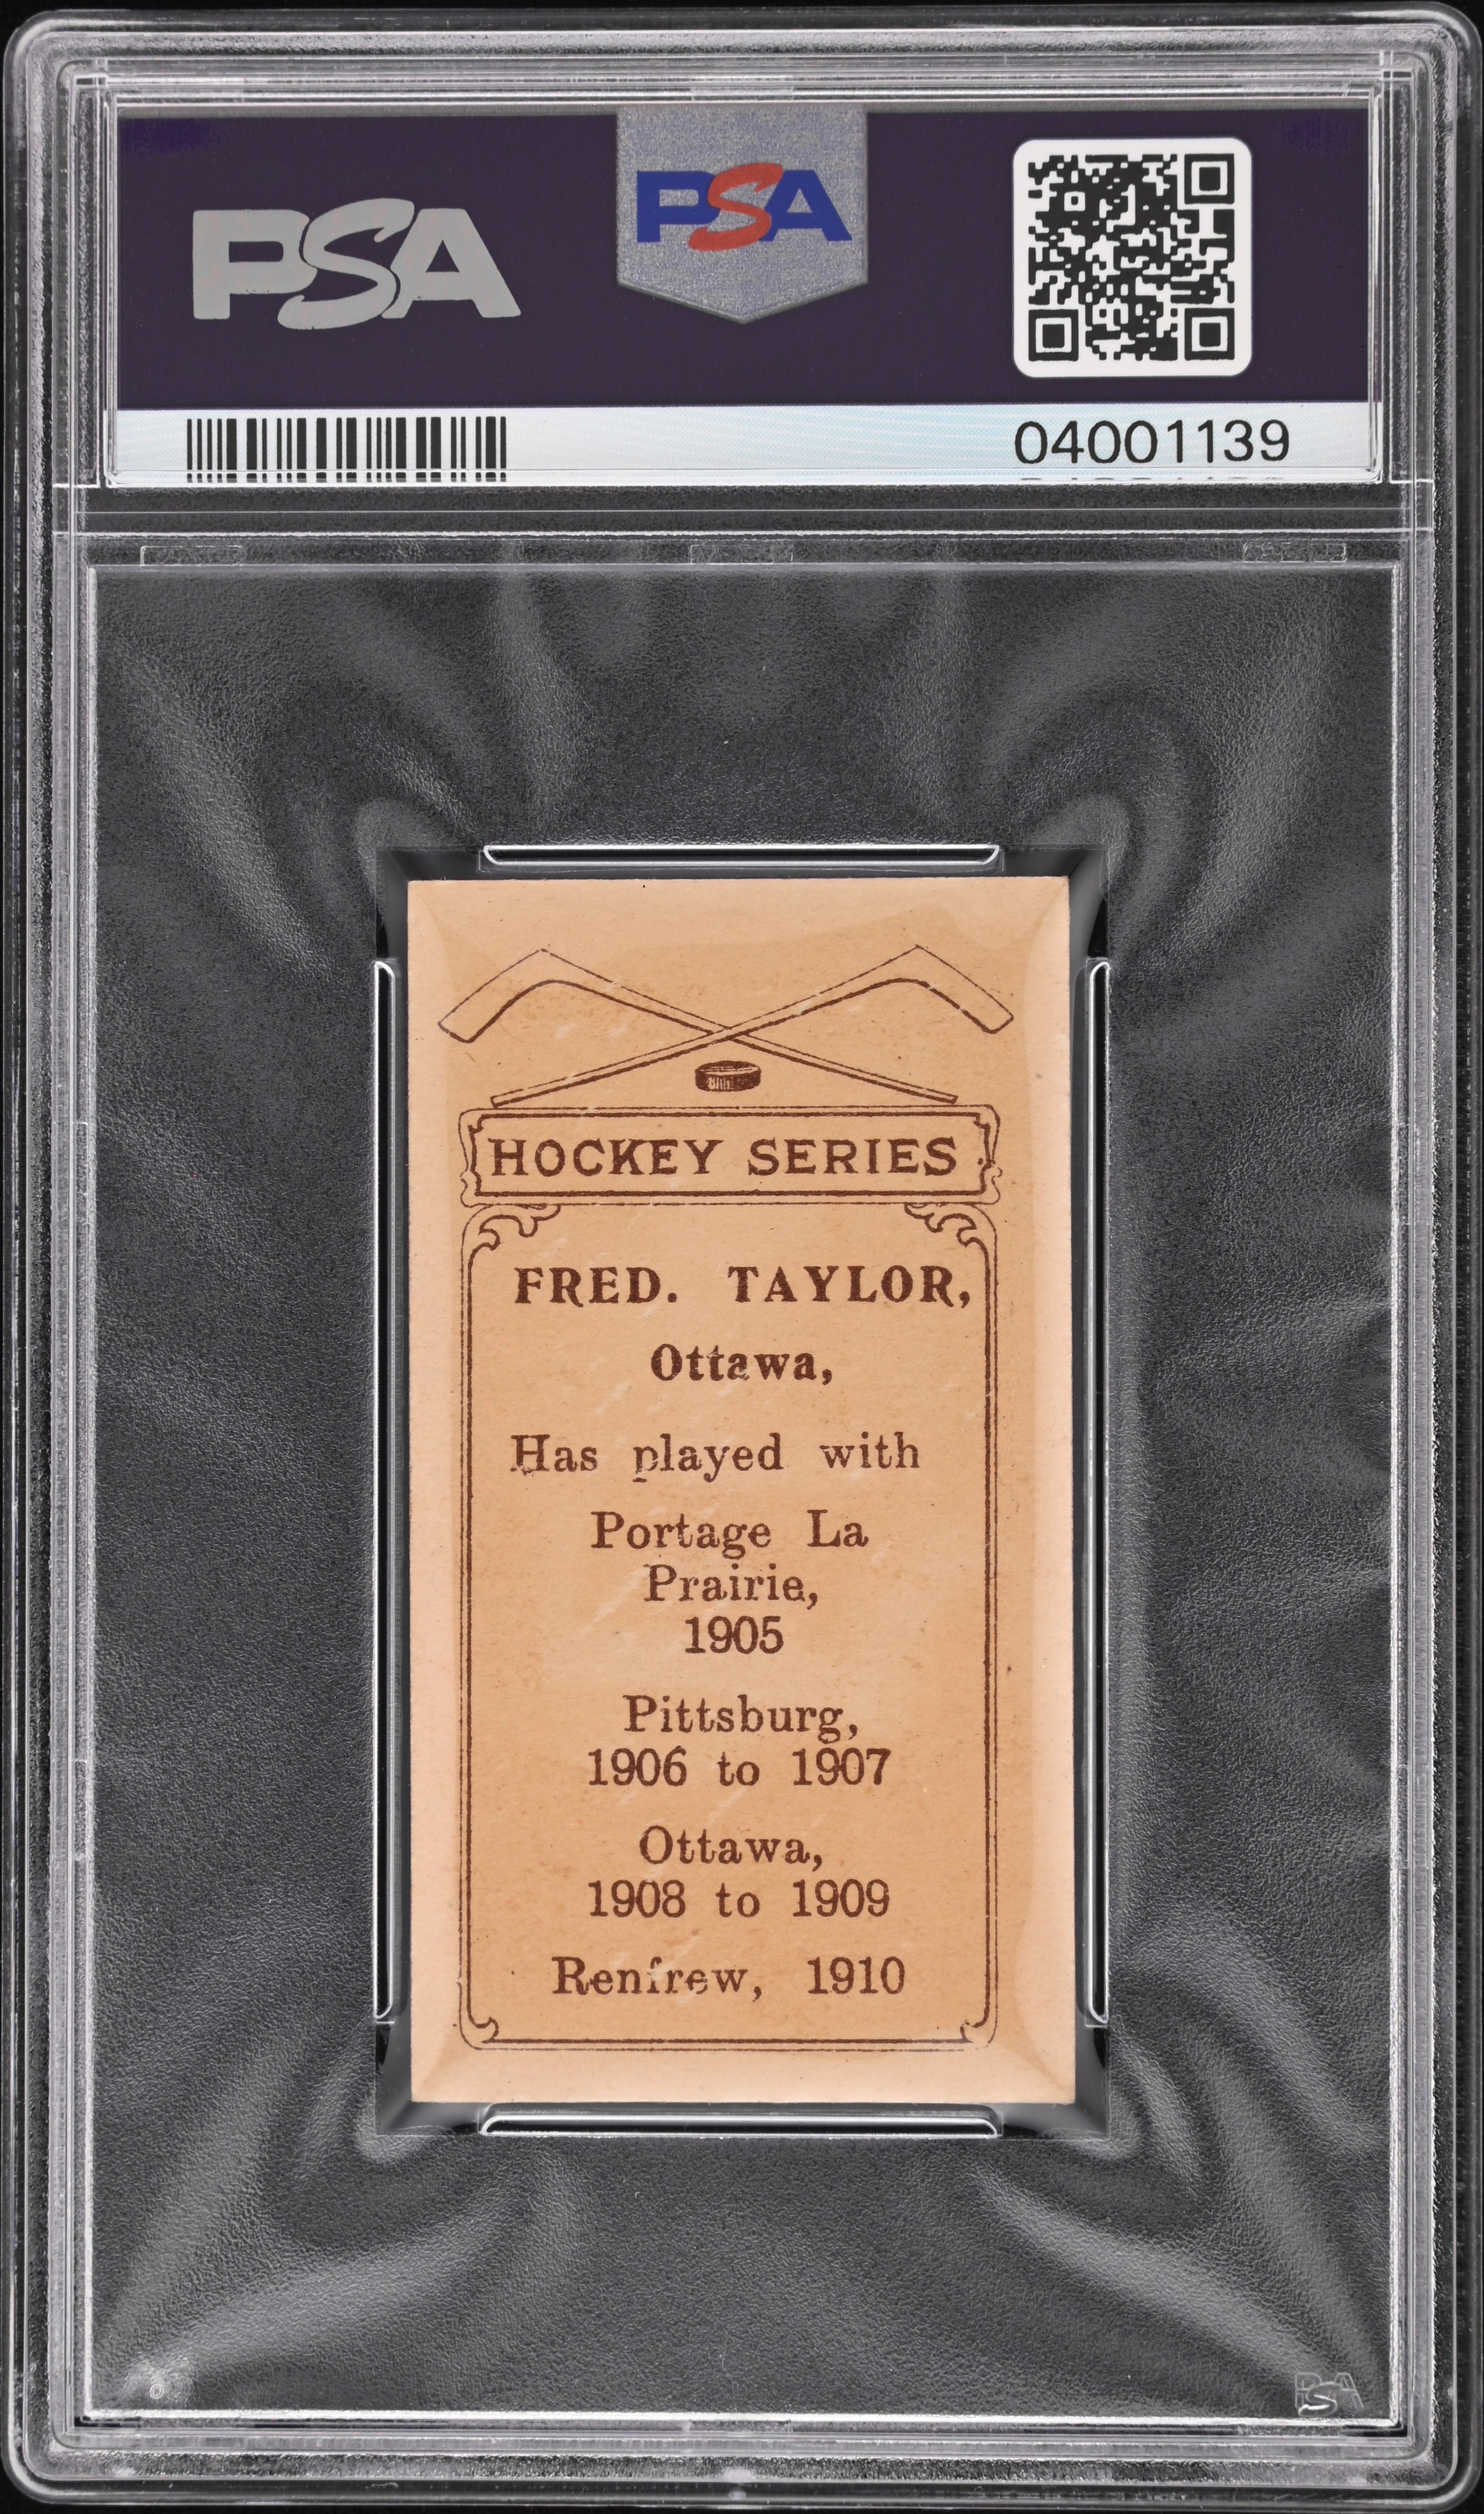 PSA
PSA
04001139
HOCKEY SERIES
FRED. TAYLOR,
Ottawa,
Has played with
Portage La
Prairie,
1905
Pittsburg,
1906 to 1907
Ottawa,
1908 to 1909
Renfrew, 1910
PSA